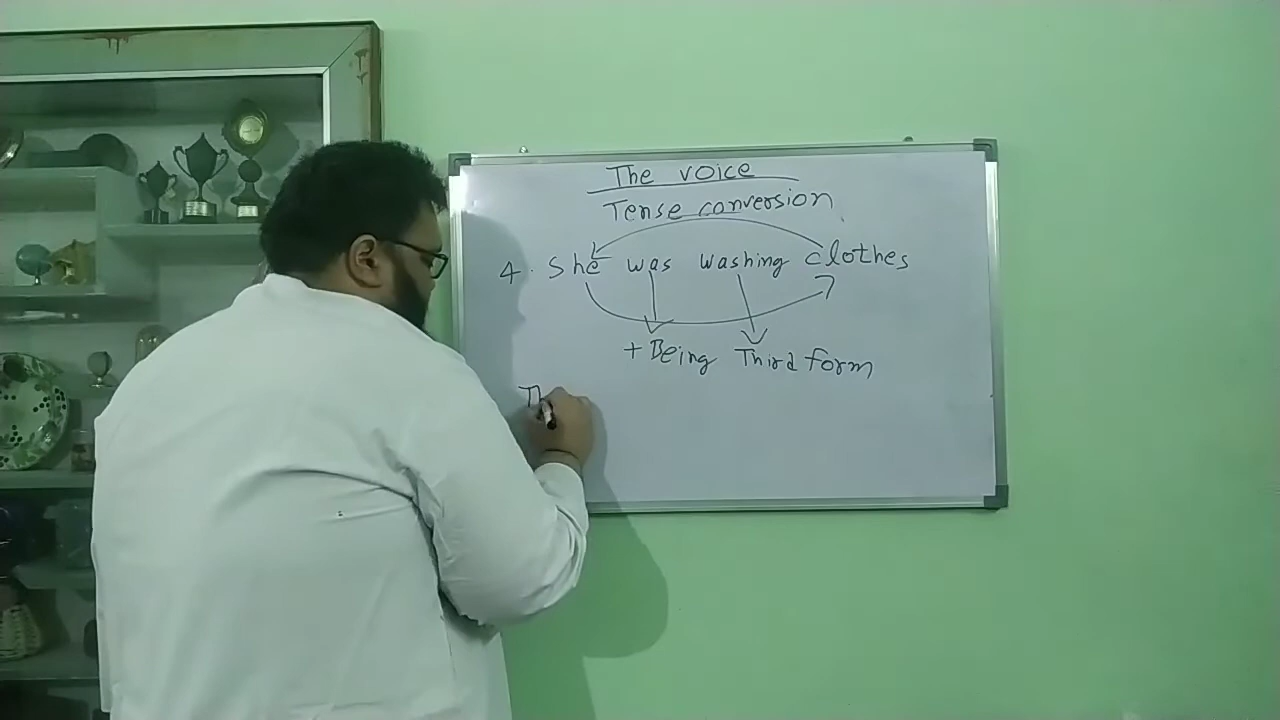 The voice
Tense conversion
4. She was washing clothes
+ Being Third form